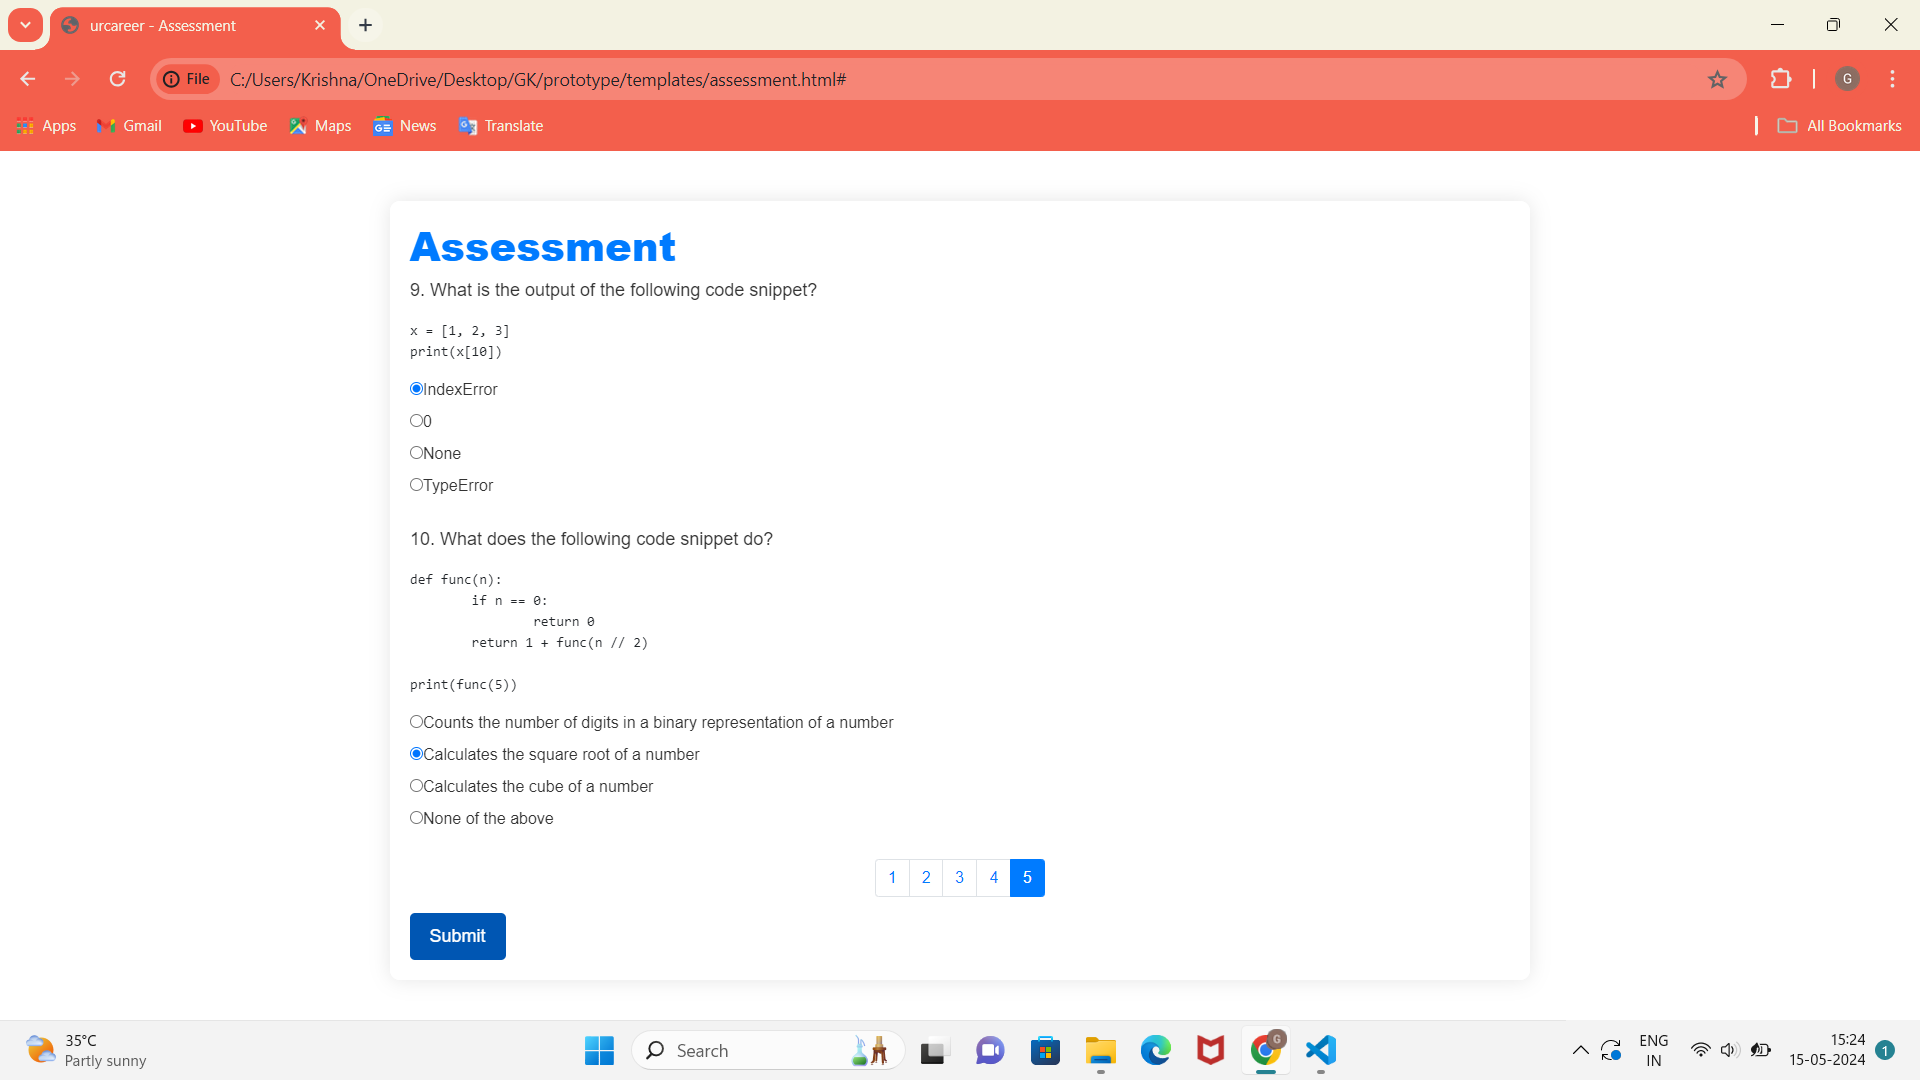 urcareer - Assessment
File
C:/Users/Krishna/OneDrive/Desktop/GK/prototype/templates/assessment.html#
G
Apps
Gmail
YouTube
Maps
News
Translate
All Bookmarks
Assessment
9. What is the output of the following code snippet?
x = [1, 2, 3]
print(x[10])
IndexError
0
None
TypeError
10. What does the following code snippet do?
def func(n):
        if n == 0:
                return 0
        return 1 + func(n // 2)
print(func(5))
Counts the number of digits in a binary representation of a number
Calculates the square root of a number
Calculates the cube of a number
None of the above
1 2 3 4 5
Submit
35°C
Partly sunny
Search
G
ENG
IN
15:24
15-05-2024
1